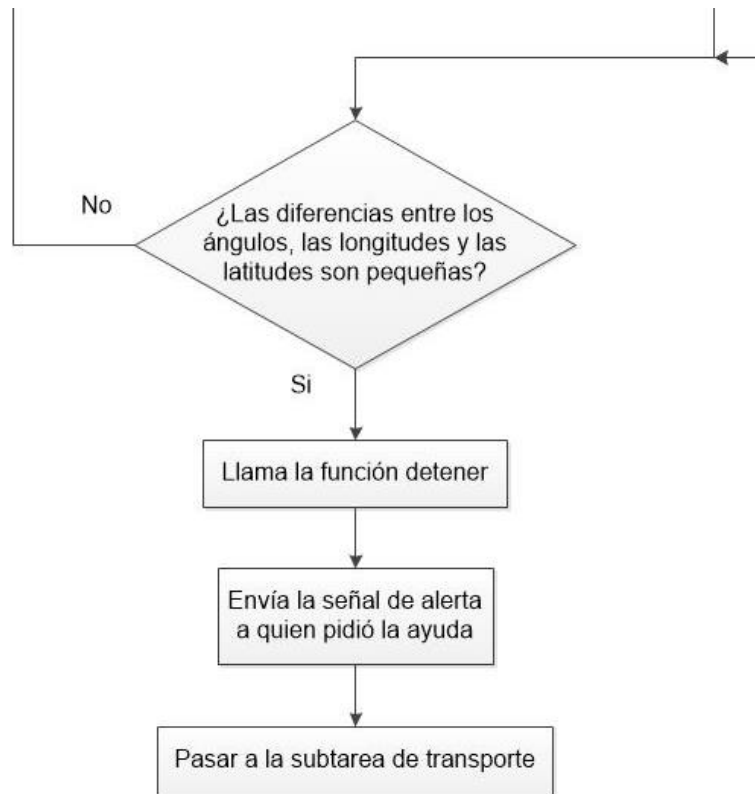 No
¿Las diferencias entre los
ángulos, las longitudes y las
latitudes son pequeñas?
Si
Llama la función detener
Envía la señal de alerta
a quien pidió la ayuda
Pasar a la subtarea de transporte